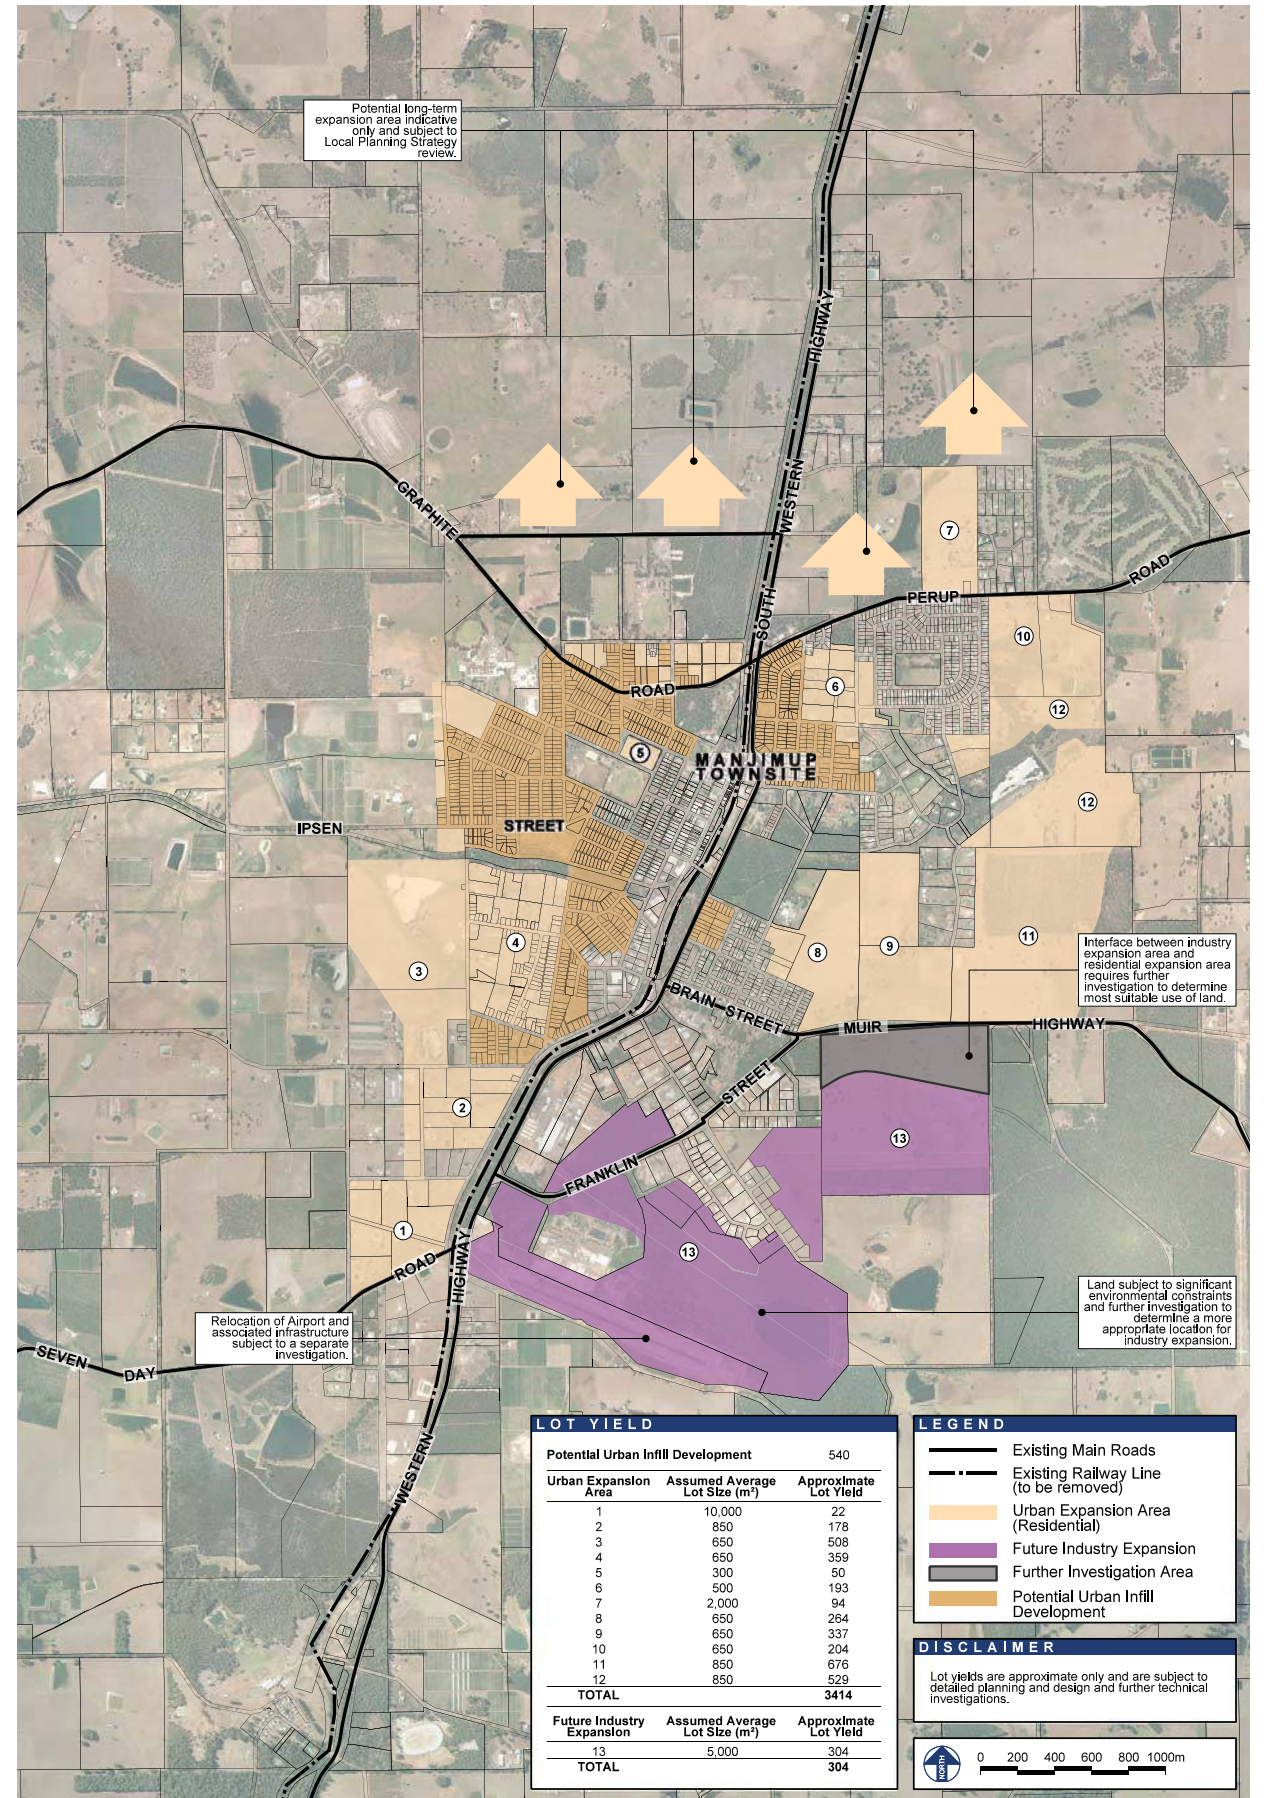 Potential long-term
expansion area indicative
only and subject to
Local Planning Strategy
review.
HIGHWAY
WESTERN
SOUTH
GRAPHITE
ROAD
PERUP
ROAD
7
10
6
12
5
MANJIMUP
TOWNSITE
12
IPSEN
STREET
4
3
8
9
11
Interface between industry
expansion area and
residential expansion area
requires further
investigation to determine
most suitable use of land.
BRAIN STREET
MUIR
HIGHWAY
STREET
FRANKLIN
2
13
1
13
ROAD
HIGHWAY
Land subject to significant
environmental constraints
and further investigation to
determine a more
appropriate location for
industry expansion.
Relocation of Airport and
associated infrastructure
subject to a separate
investigation.
SEVEN
DAY
WESTERN
LOT YIELD
Potential Urban Infill Development 540
Urban Expansion Area Assumed Average Lot Size (m²) Approximate Lot Yield
1 10,000 22
2 850 178
3 650 508
4 650 359
5 300 50
6 500 193
7 2,000 94
8 650 264
9 650 337
10 650 204
11 850 676
12 850 529
TOTAL 3414
Future Industry Expansion Assumed Average Lot Size (m²) Approximate Lot Yield
13 5,000 304
TOTAL 304
LEGEND
Existing Main Roads
Existing Railway Line
(to be removed)
Urban Expansion Area
(Residential)
Future Industry Expansion
Further Investigation Area
Potential Urban Infill
Development
DISCLAIMER
Lot yields are approximate only and are subject to
detailed planning and design and further technical
investigations.
NORTH
0 200 400 600 800 1000m